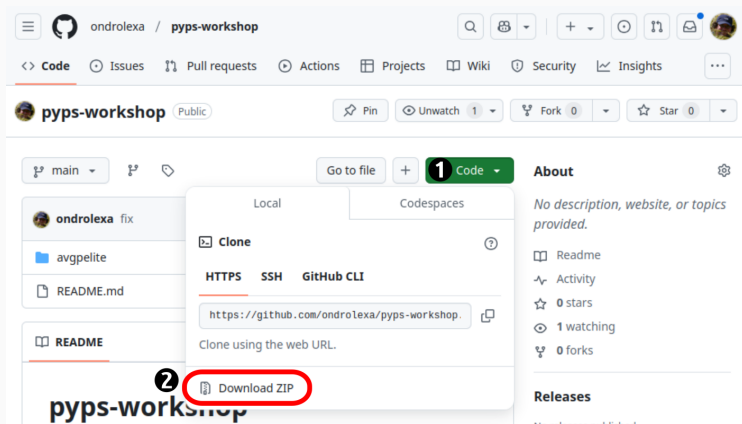 ondrolexa / pyps-workshop
Code Issues Pull requests Actions Projects Wiki Security Insights
pyps-workshop Public Pin Unwatch 1 Fork 0 Star 0
main Go to file 1 Code About
Local Codespaces
No description, website, or topics
provided.
ondrolexa fix
Clone
avgpelite
HTTPS SSH GitHub CLI
README.md
https://github.com/ondrolexa/pyps-workshop.
Clone using the web URL.
README
2 Download ZIP
pyps-workshop
Readme
Activity
0 stars
1 watching
0 forks
Releases